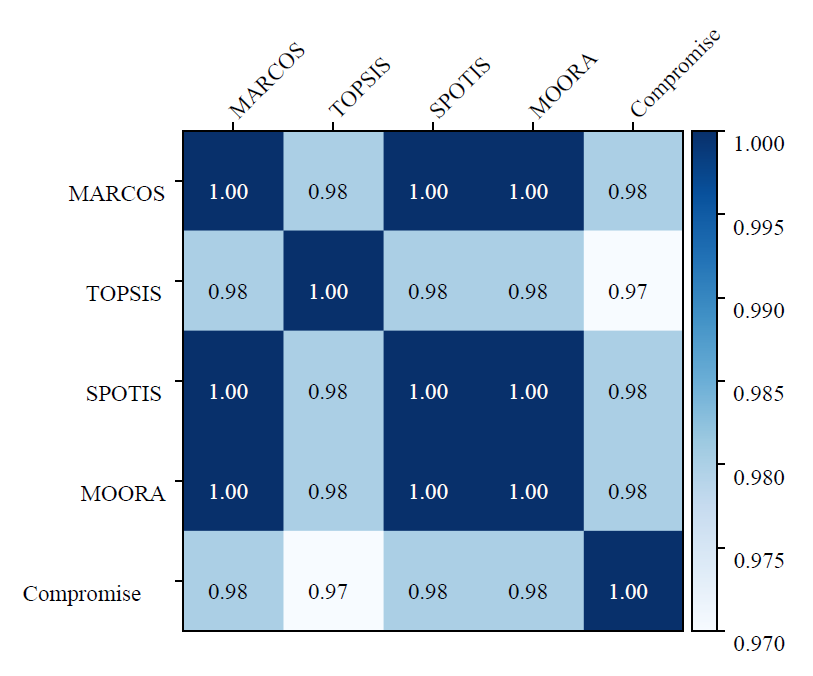 MARCOS TOPSIS SPOTIS MOORA Compromise
MARCOS 1.00 0.98 1.00 1.00 0.98
TOPSIS 0.98 1.00 0.98 0.98 0.97
SPOTIS 1.00 0.98 1.00 1.00 0.98
MOORA 1.00 0.98 1.00 1.00 0.98
Compromise 0.98 0.97 0.98 0.98 1.00
1.000
0.995
0.990
0.985
0.980
0.975
0.970